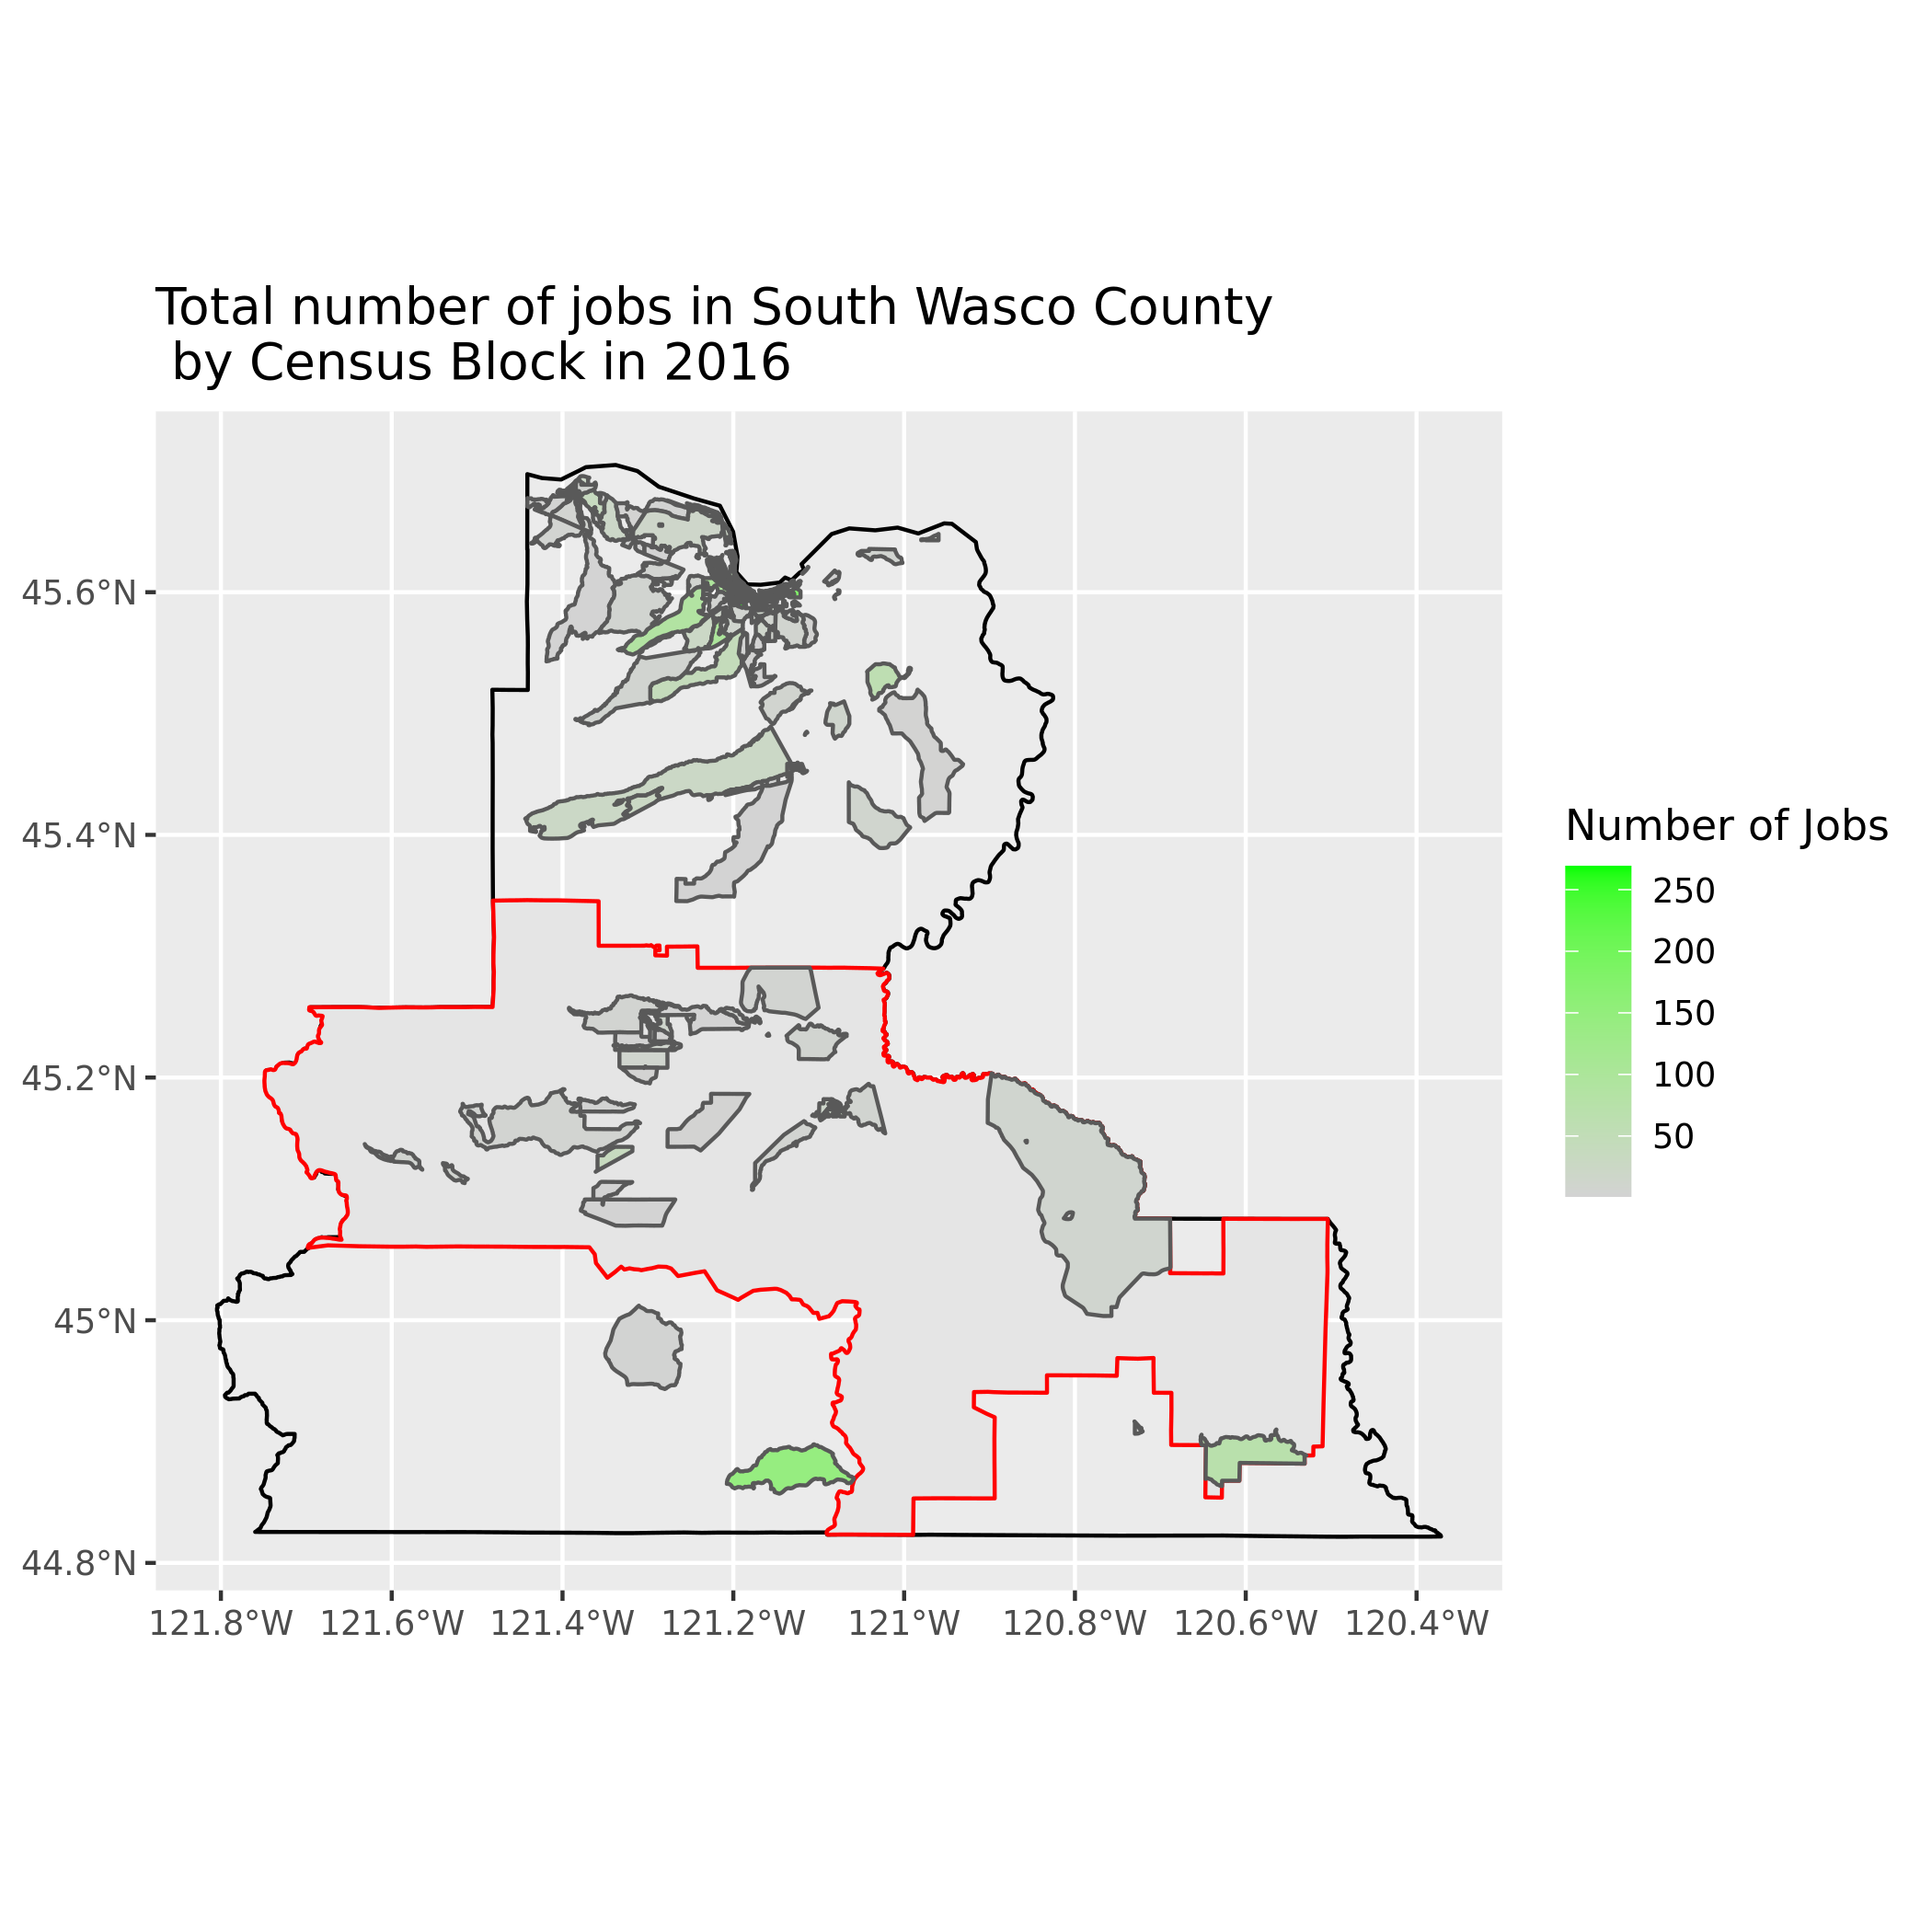 Total number of jobs in South Wasco County
by Census Block in 2016
45.6°N
45.4°N
45.2°N
45°N
44.8°N
121.8°W 121.6°W 121.4°W 121.2°W 121°W 120.8°W 120.6°W 120.4°W
Number of Jobs
250
200
150
100
50